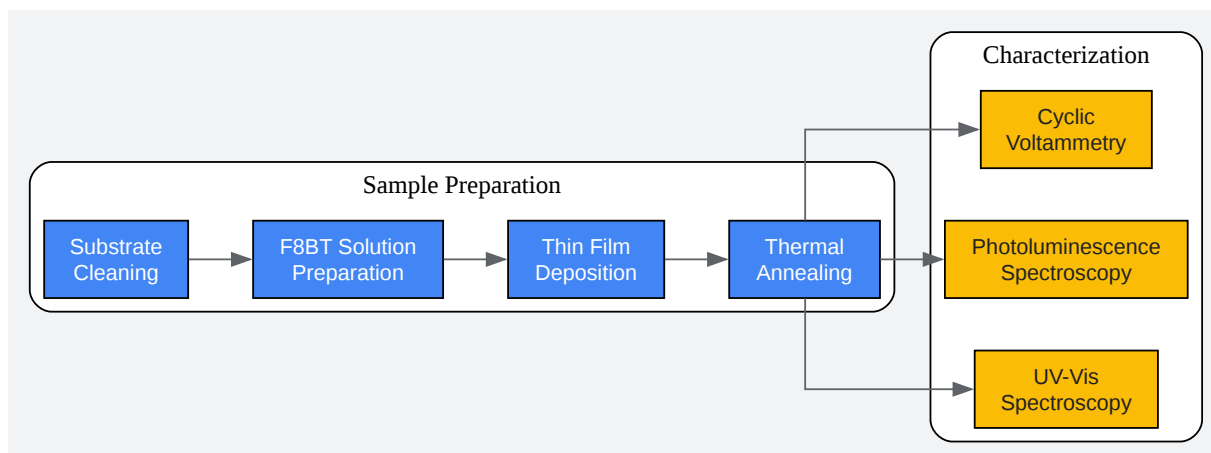 Characterization
Cyclic
Voltammetry
Sample Preparation
Substrate
Cleaning
F8BT Solution
Preparation
Thin Film
Deposition
Thermal
Annealing
Photoluminescence
Spectroscopy
UV-Vis
Spectroscopy